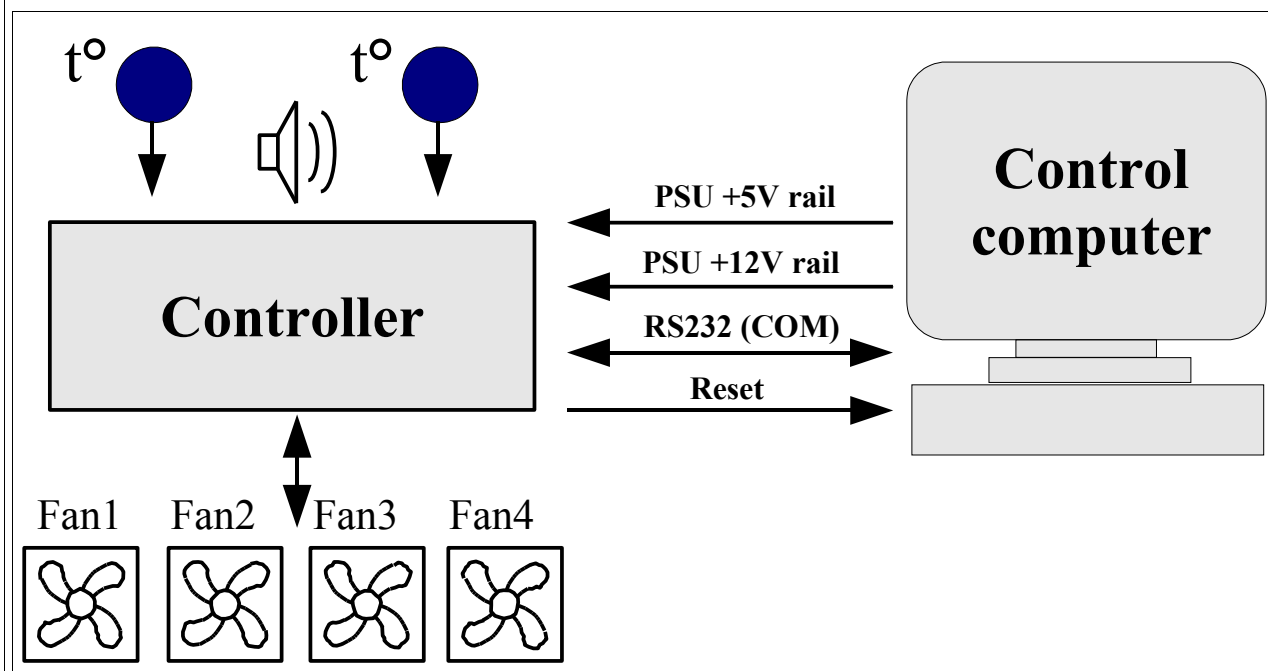 t°
t°
Control
computer
PSU +5V rail
PSU +12V rail
Controller
RS232 (COM)
Reset
Fan1
Fan2
Fan3
Fan4